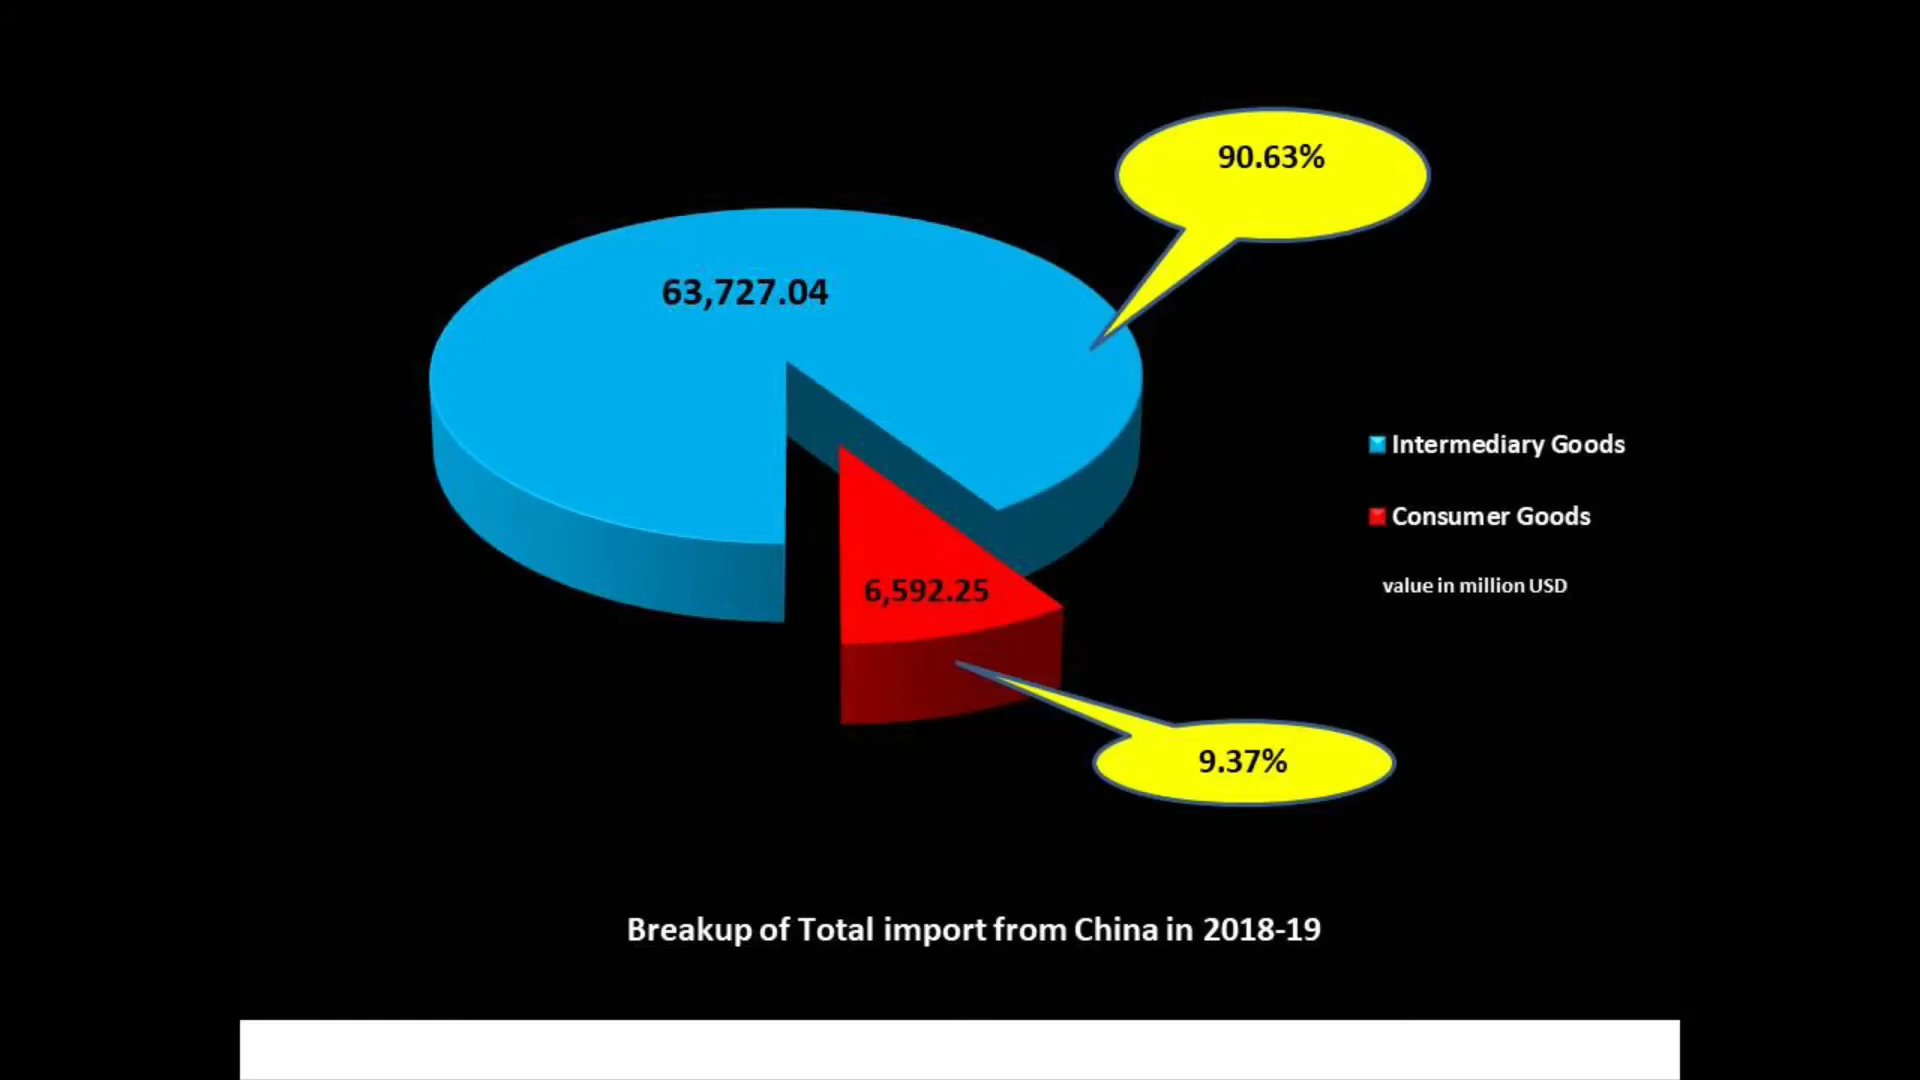 90.63%
63,727.04
Intermediary Goods
Consumer Goods
value in million USD
6,592.25
9.37%
Breakup of Total import from China in 2018-19